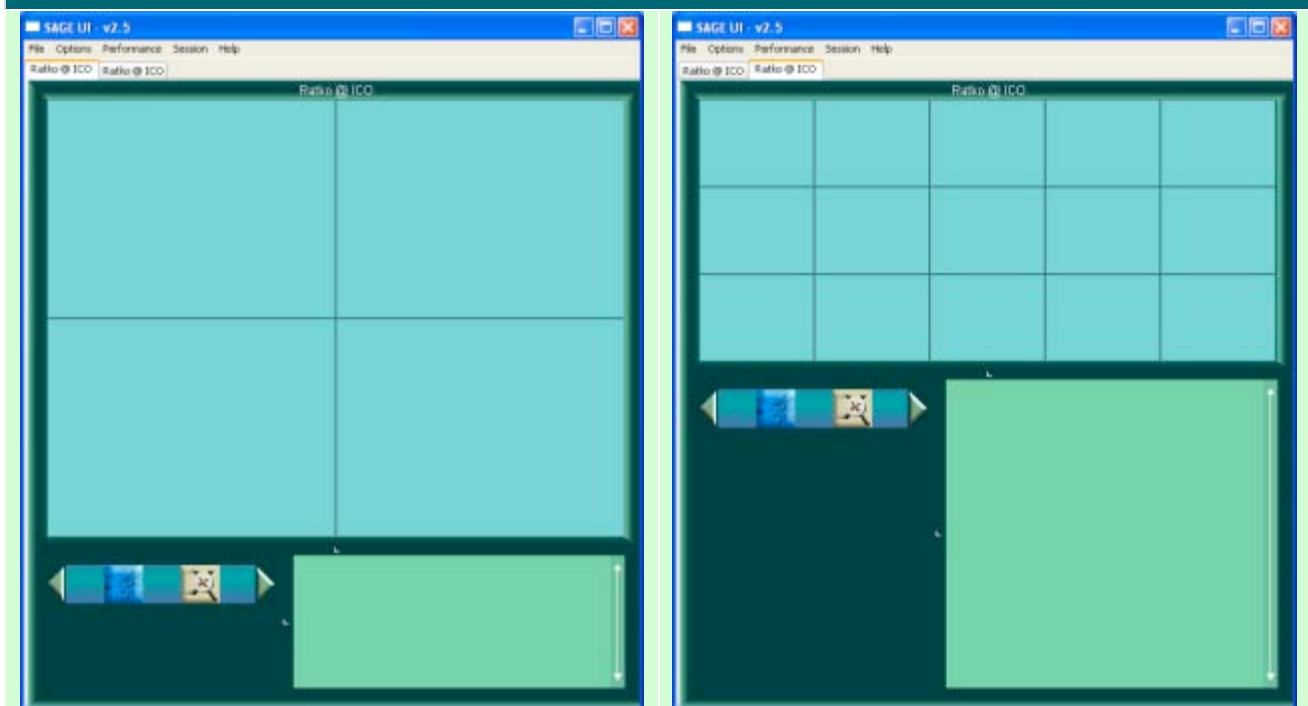 SAGE UI - v2.5
File Options Performance Session Help
Ratko @ ICO Ratko @ ICO
Ratko @ ICO
SAGE UI - v2.5
File Options Performance Session Help
Ratko @ ICO Ratko @ ICO
Ratko @ ICO